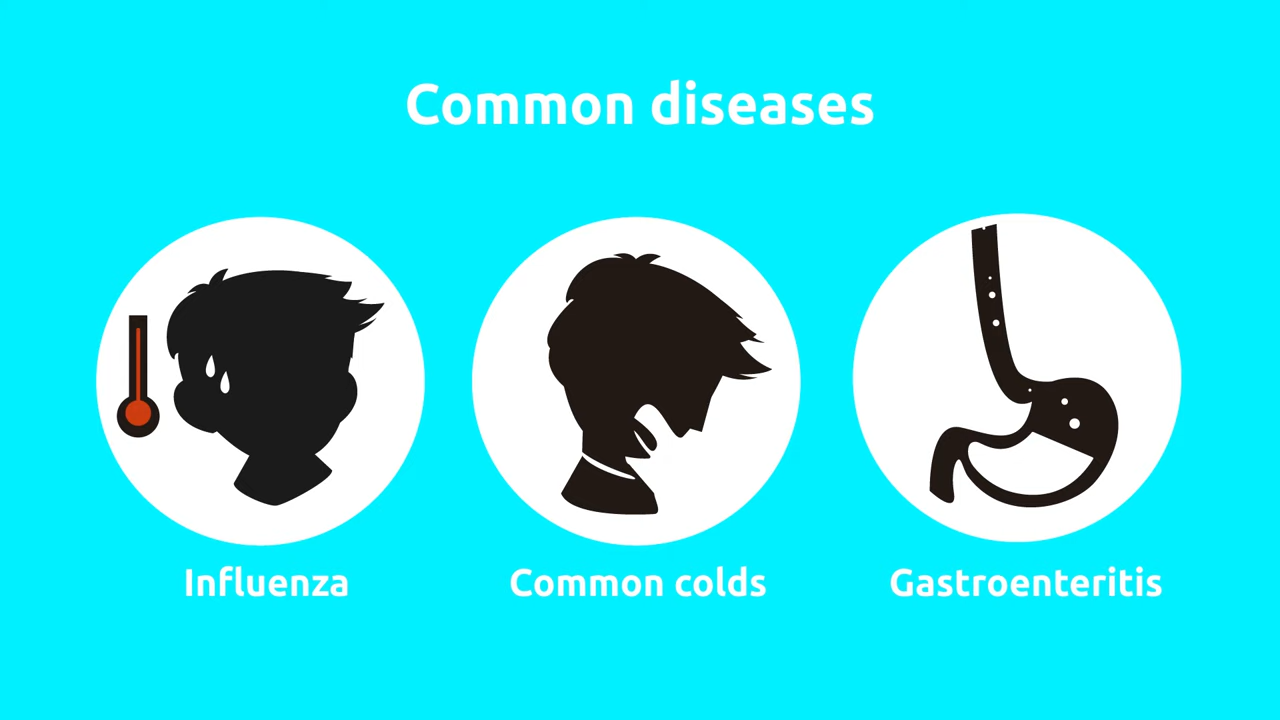 Common diseases
Influenza
Common colds
Gastroenteritis